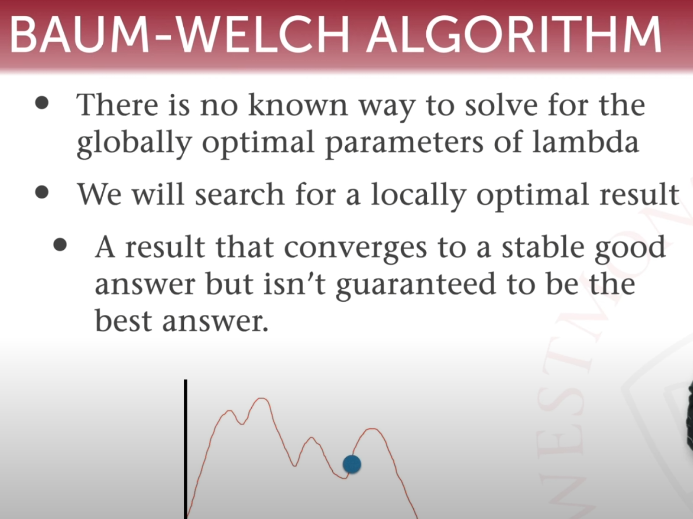 BAUM-WELCH ALGORITHM
• There is no known way to solve for the
globally optimal parameters of lambda
• We will search for a locally optimal result
• A result that converges to a stable good
answer but isn't guaranteed to be the
best answer.
WESTMON